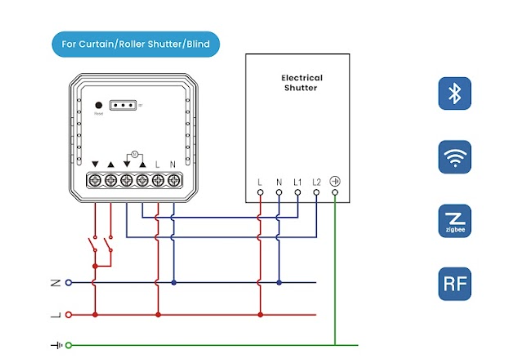 For Curtain/Roller Shutter/Blind
Electrical
Shutter
Reset
M
L N
L N L1 L2
N
L
zigbee
RF